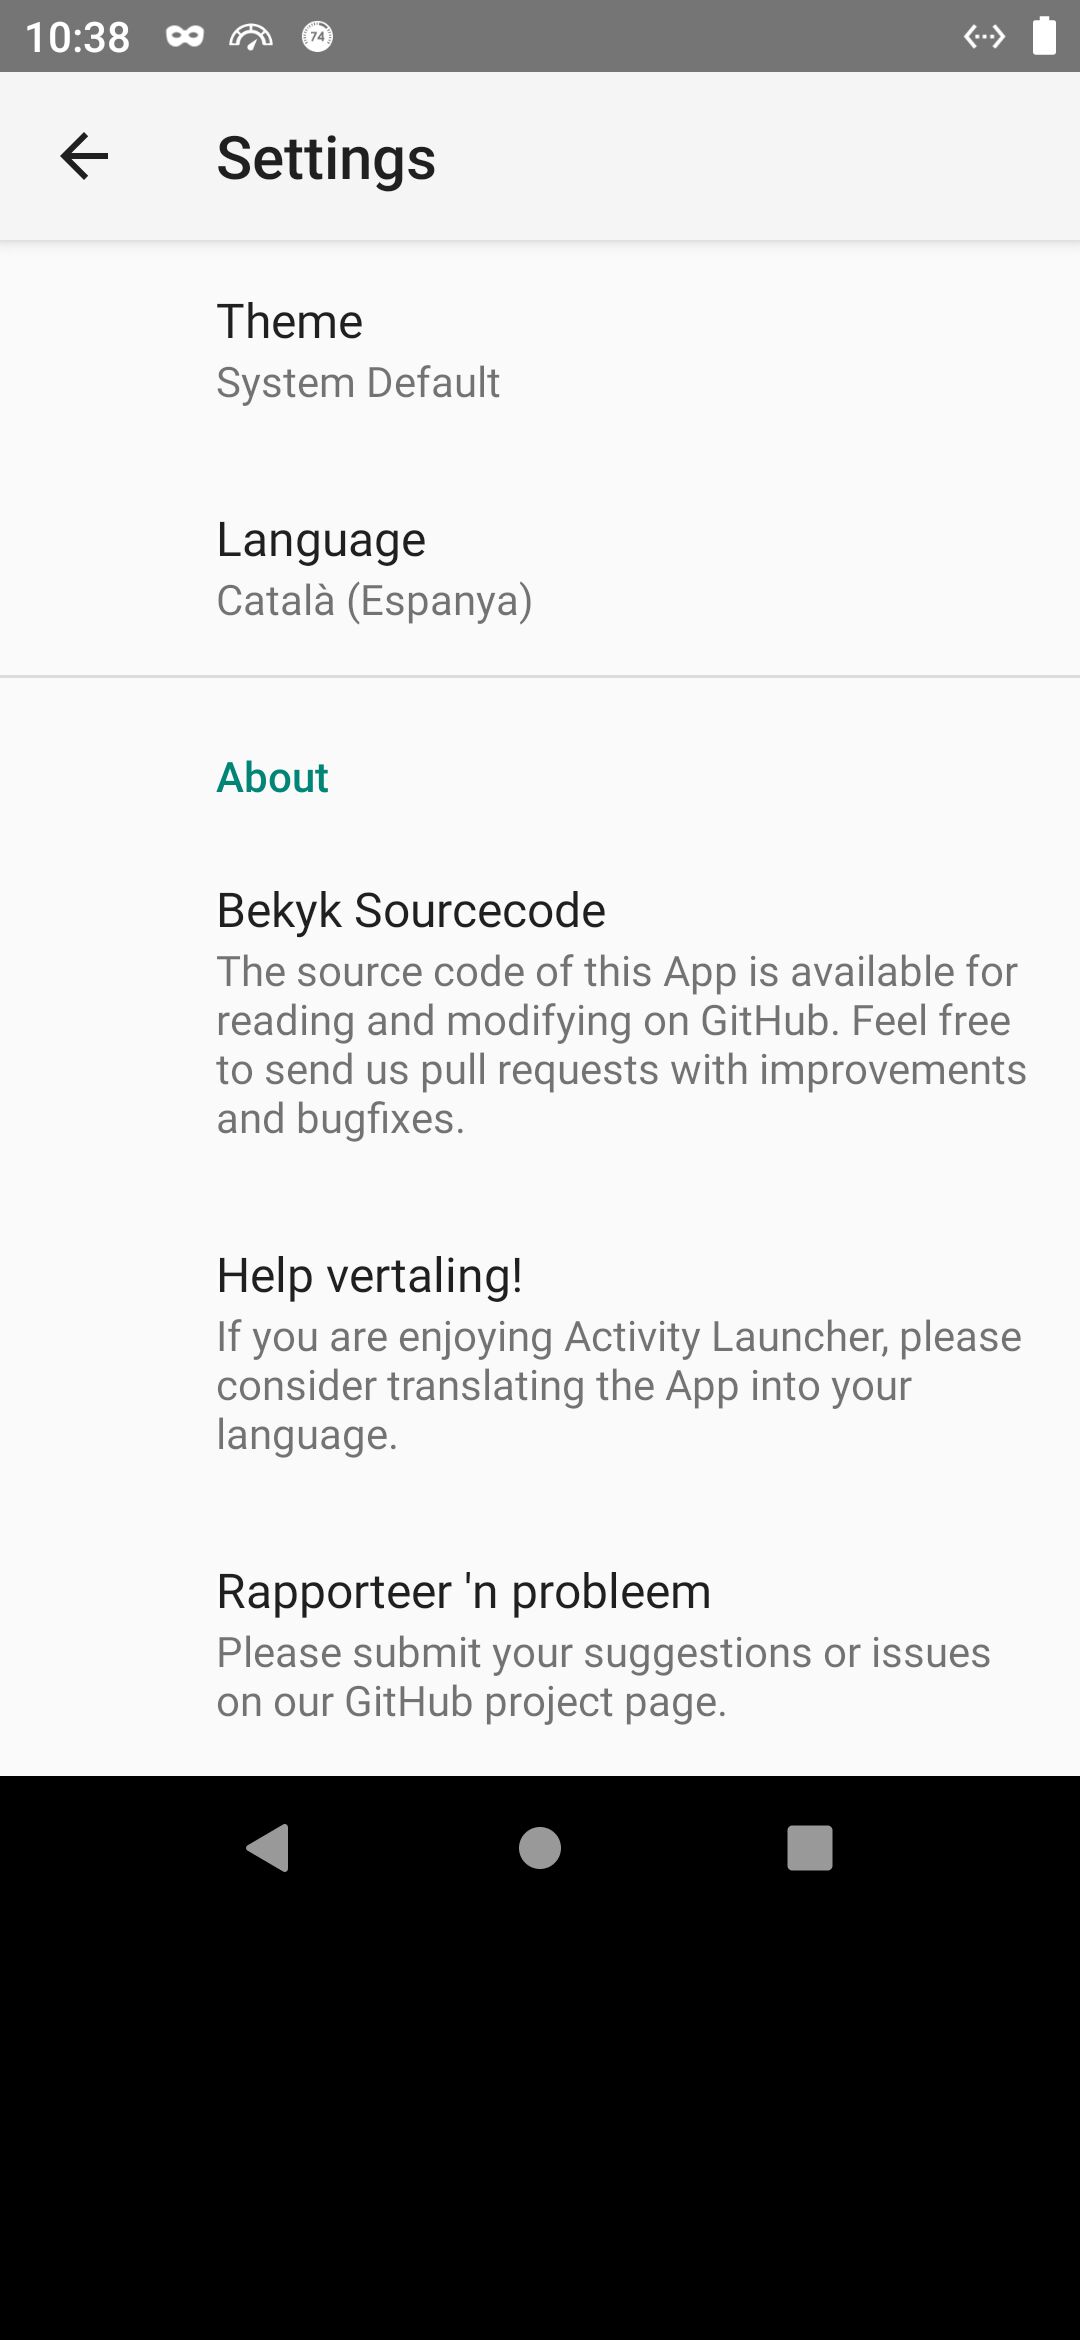 10:38 74
Settings
Theme
System Default
Language
Català (Espanya)
About
Bekyk Sourcecode
The source code of this App is available for
reading and modifying on GitHub. Feel free
to send us pull requests with improvements
and bugfixes.
Help vertaling!
If you are enjoying Activity Launcher, please
consider translating the App into your
language.
Rapporteer 'n probleem
Please submit your suggestions or issues
on our GitHub project page.